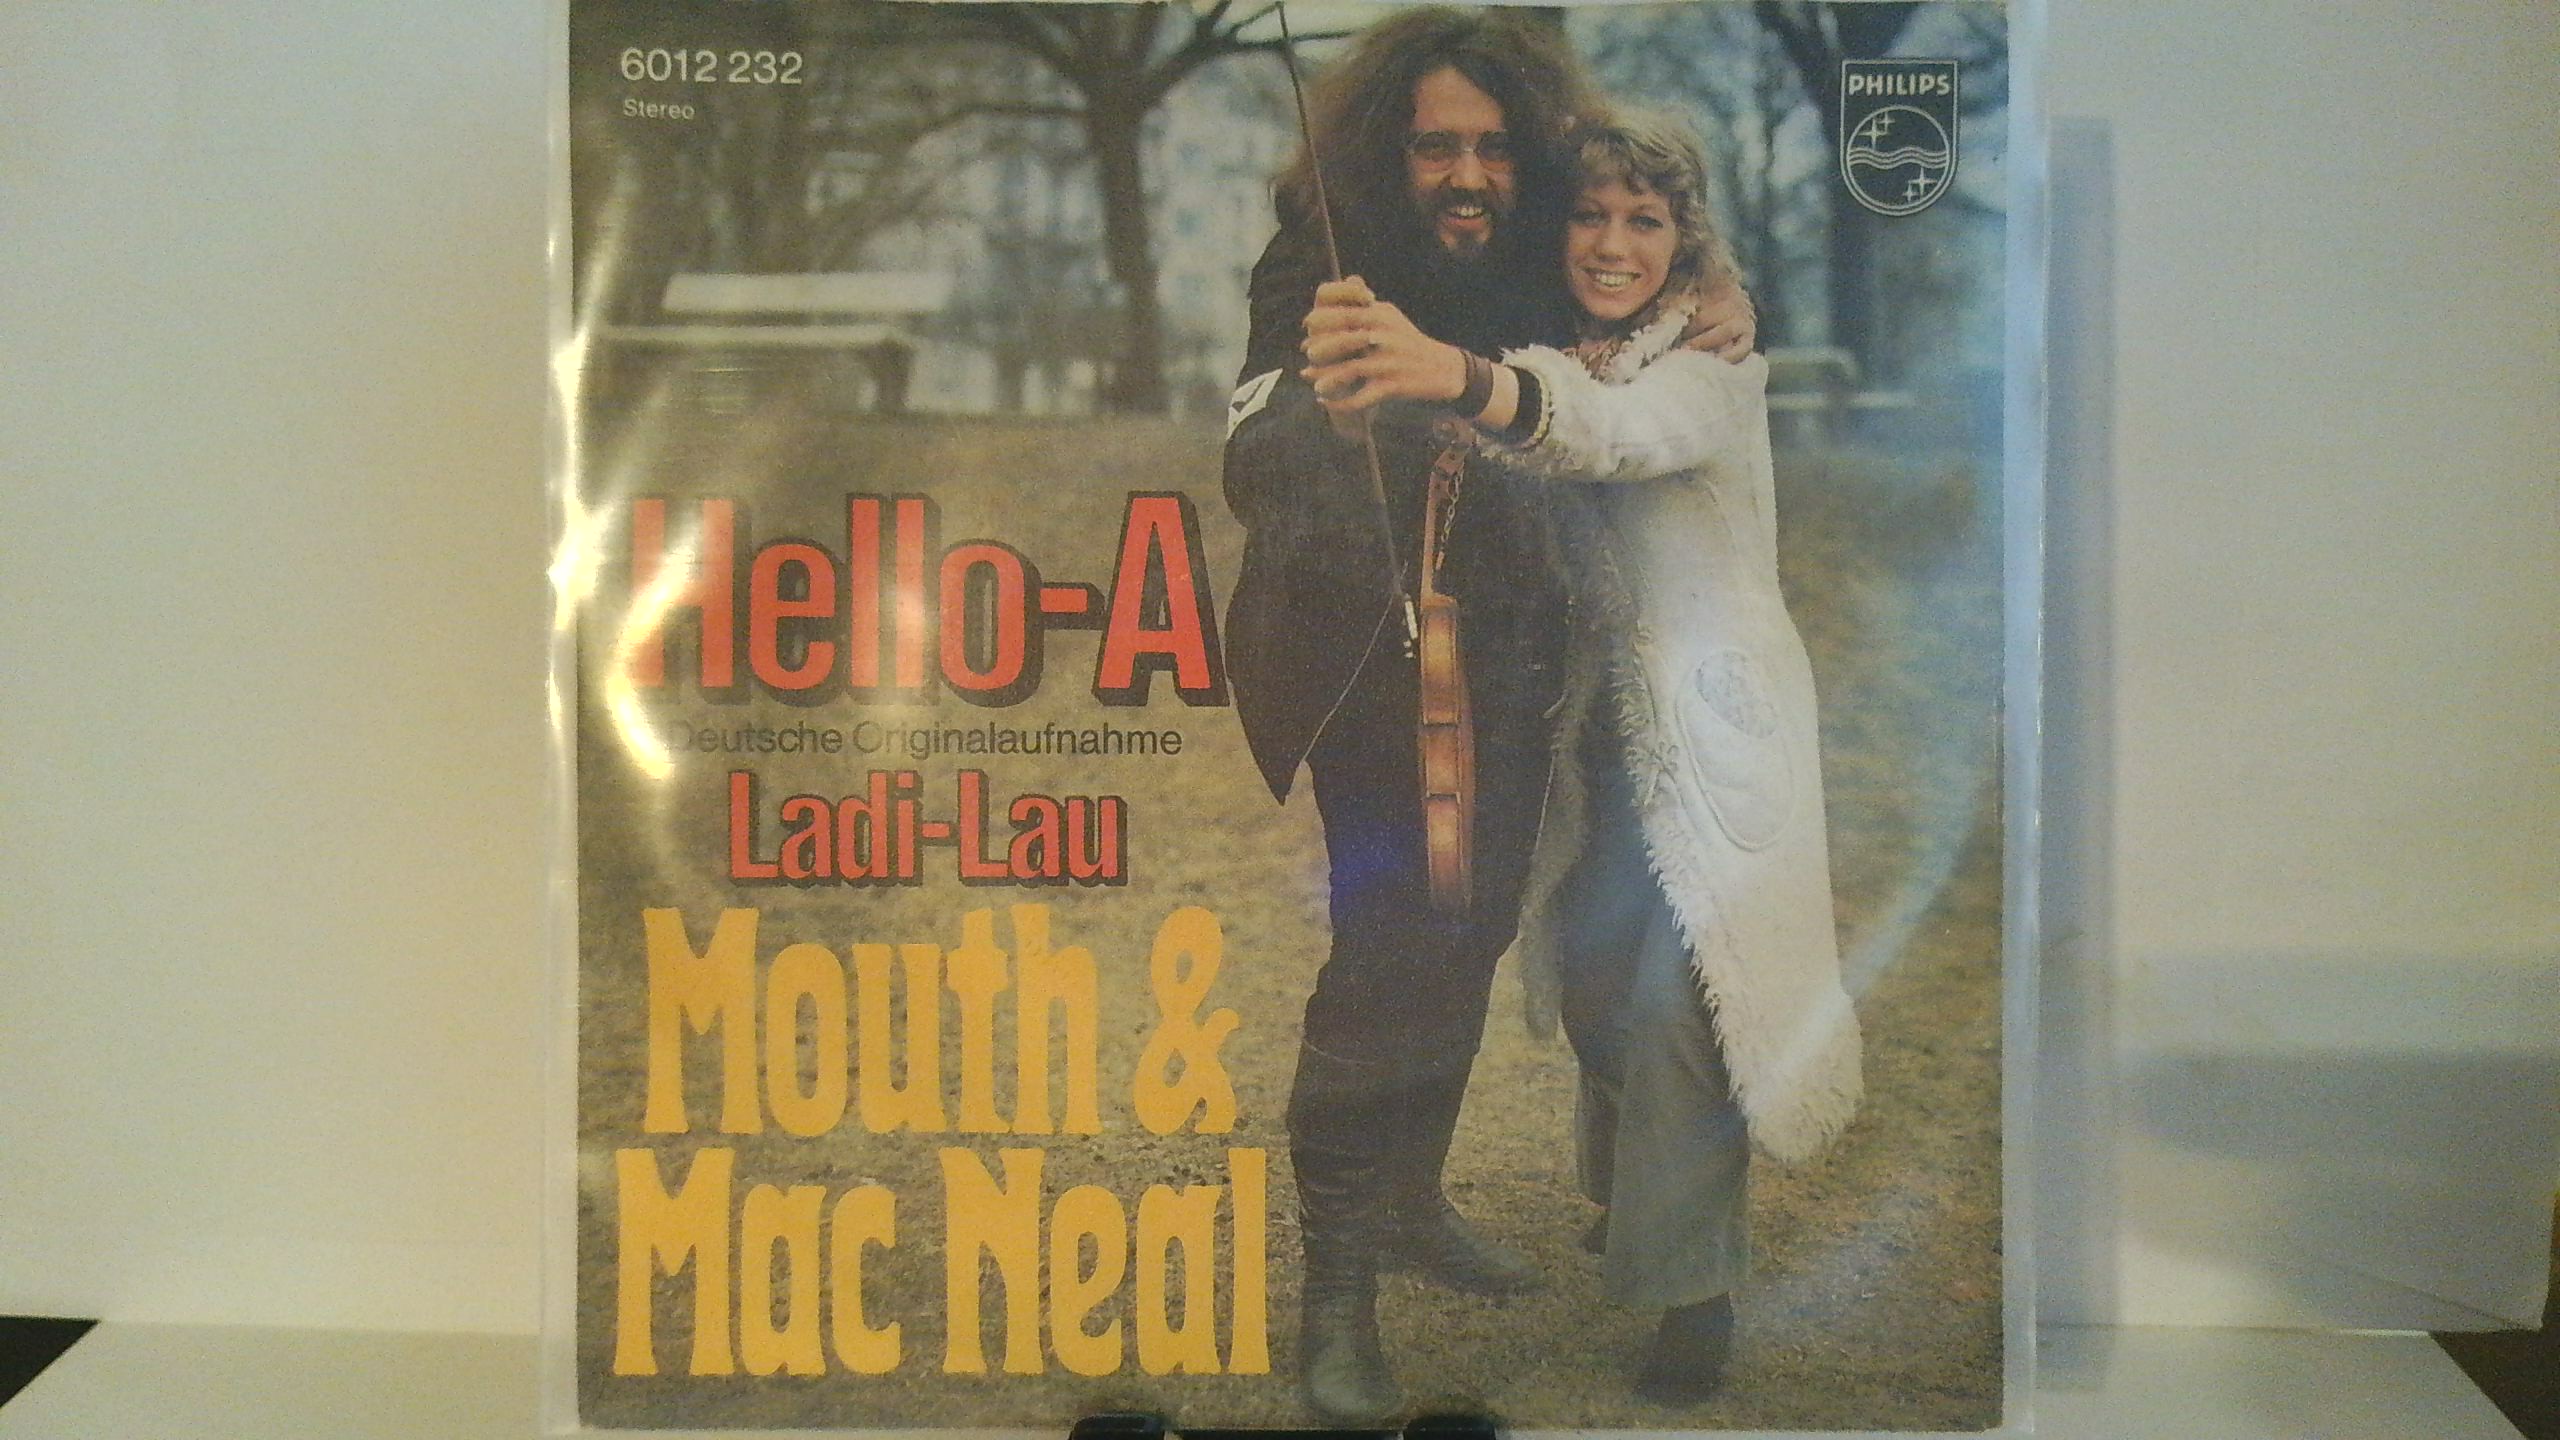 6012 232
Stereo
PHILIPS
Hello-A
Deutsche Originalaufnahme
Ladi-Lau
Mouth &
Mac Neal